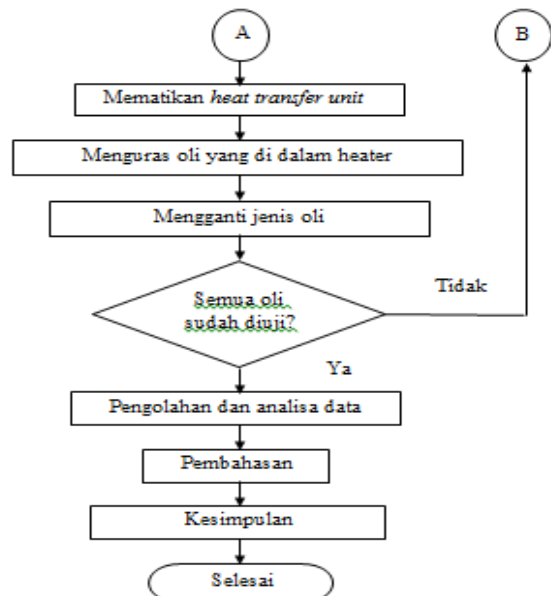 A
B
Mematikan heat transfer unit
Menguras oli yang di dalam heater
Mengganti jenis oli
Semua oli
sudah diuji?
Tidak
Ya
Pengolahan dan analisa data
Pembahasan
Kesimpulan
Selesai